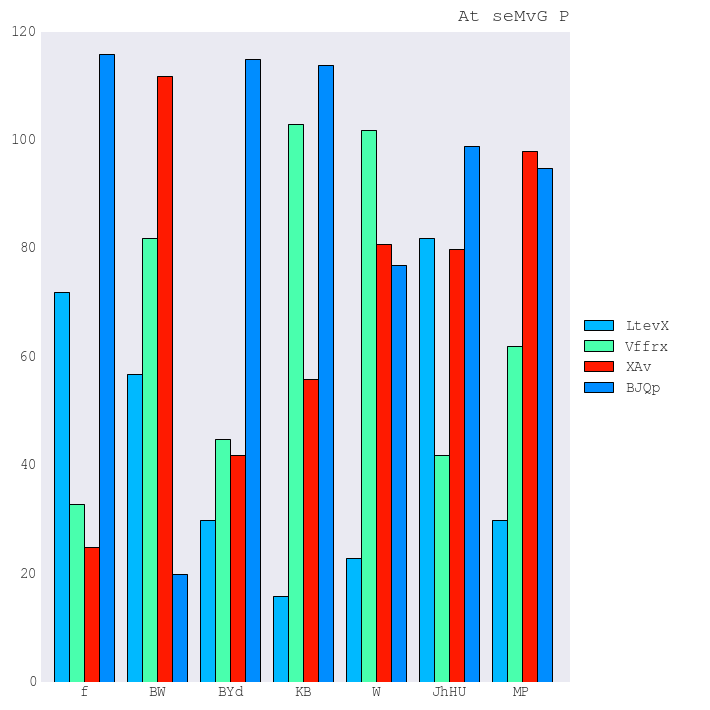 At seMvG P
120
100
80
60
40
20
0
f BW BYd KB W JhHU MP
LtevX
Vffrx
XAv
BJQp